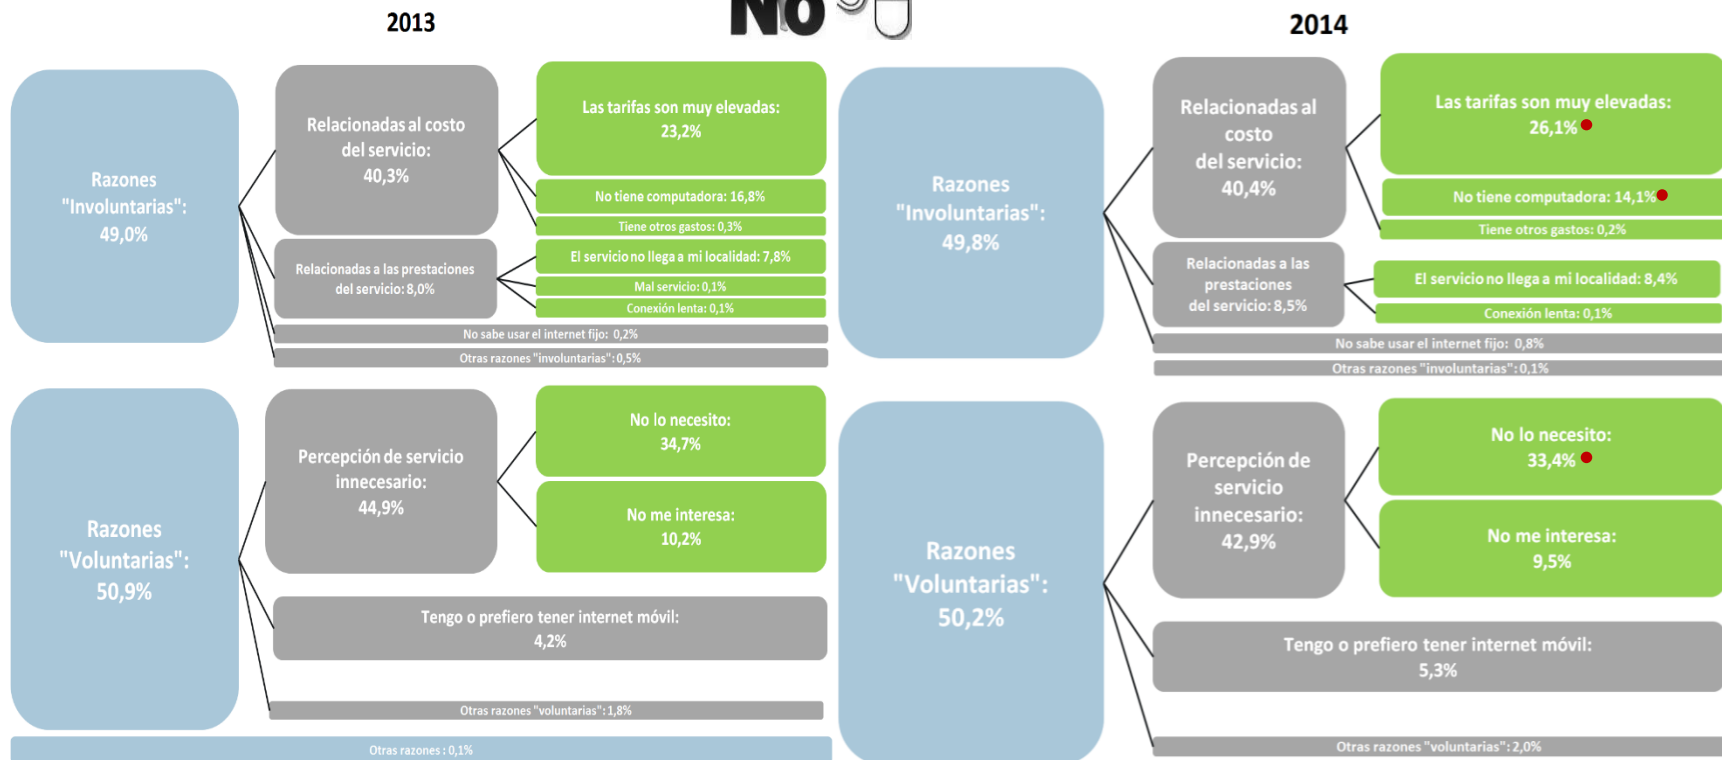 No
2013
Razones
"Involuntarias":
49,0%
Relacionadas al costo
del servicio:
40,3%
Las tarifas son muy elevadas:
23,2%
No tiene computadora: 16,8%
Tiene otros gastos: 0,3%
Relacionadas a las prestaciones
del servicio: 8,0%
El servicio no llega a mi localidad: 7,8%
Mal servicio: 0,1%
Conexión lenta: 0,1%
No sabe usar el internet fijo: 0,2%
Otras razones "involuntarias": 0,5%
Razones
"Voluntarias":
50,9%
Percepción de servicio
innecesario:
44,9%
No lo necesito:
34,7%
No me interesa:
10,2%
Tengo o prefiero tener internet móvil:
4,2%
Otras razones "voluntarias": 1,8%
Otras razones : 0,1%
2014
Razones
"Involuntarias":
49,8%
Relacionadas al
costo
del servicio:
40,4%
Las tarifas son muy elevadas:
26,1%
No tiene computadora: 14,1%
Tiene otros gastos: 0,2%
Relacionadas a las
prestaciones
del servicio: 8,5%
El servicio no llega a mi localidad: 8,4%
Conexión lenta: 0,1%
No sabe usar el internet fijo: 0,8%
Otras razones "involuntarias": 0,1%
Razones
"Voluntarias":
50,2%
Percepción de
servicio
innecesario:
42,9%
No lo necesito:
33,4%
No me interesa:
9,5%
Tengo o prefiero tener internet móvil:
5,3%
Otras razones "voluntarias": 2,0%